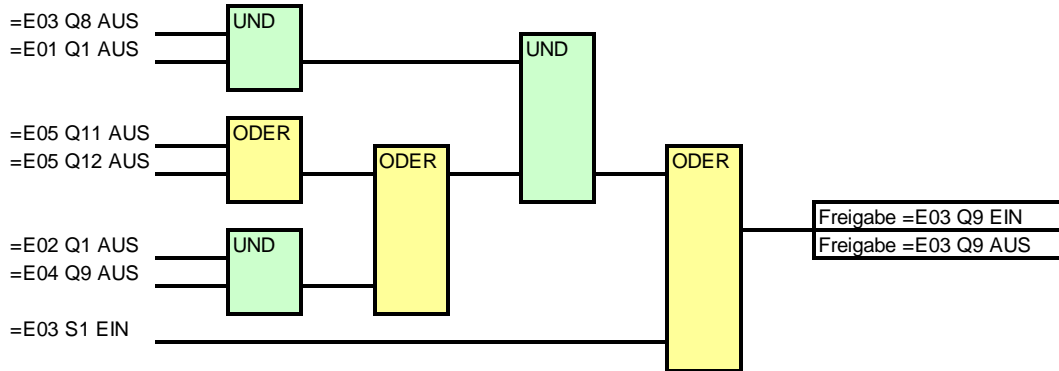 =E03 Q8 AUS
=E01 Q1 AUS
UND
UND
=E05 Q11 AUS
=E05 Q12 AUS
ODER
ODER
ODER
=E02 Q1 AUS
=E04 Q9 AUS
UND
Freigabe =E03 Q9 EIN
Freigabe =E03 Q9 AUS
=E03 S1 EIN